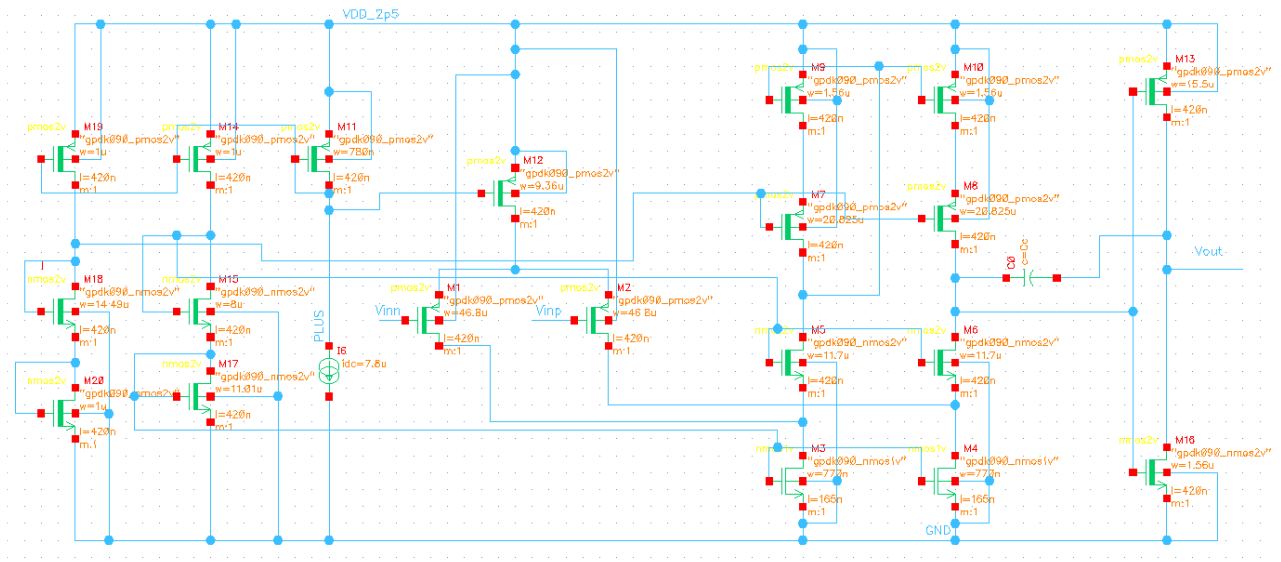 VDD_2p5
pmos2v
M19
"gpdk090_pmos2v"
w=1u
l=420n
m:1
pmos2v
M14
"gpdk090_pmos2v"
w=1u
l=420n
m:1
pmos2v
M11
"gpdk090_pmos2v"
w=780n
l=420n
m:1
pmos2v
M12
"gpdk090_pmos2v"
w=9.36u
l=420n
m:1
pmos2v
M9
"gpdk090_pmos2v"
w=1.56u
l=420n
m:1
pmos2v
M10
"gpdk090_pmos2v"
w=1.56u
l=420n
m:1
pmos2v
M13
"gpdk090_pmos2v"
w=15.5u
l=420n
m:1
pmos2v
M7
"gpdk090_pmos2v"
w=20.825u
l=420n
m:1
pmos2v
M8
"gpdk090_pmos2v"
w=20.825u
l=420n
m:1
nmos2v
M18
"gpdk090_nmos2v"
w=14.49u
l=420n
m:1
nmos2v
M15
"gpdk090_nmos2v"
w=8u
l=420n
m:1
Vinn
pmos2v
M1
"gpdk090_pmos2v"
w=46.8u
l=420n
m:1
Vinp
pmos2v
M2
"gpdk090_pmos2v"
w=46.8u
l=420n
m:1
C0
c=Cc
Vout
PLUS
I6
idc=7.8u
nmos2v
M5
"gpdk090_nmos2v"
w=11.7u
l=420n
m:1
nmos2v
M6
"gpdk090_nmos2v"
w=11.7u
l=420n
m:1
nmos2v
M20
"gpdk090_nmos2v"
w=1u
l=420n
m:1
nmos2v
M17
"gpdk090_nmos2v"
w=11.01u
l=420n
m:1
nmos1v
M3
"gpdk090_nmos1v"
w=770n
l=165n
m:1
nmos1v
M4
"gpdk090_nmos1v"
w=770n
l=165n
m:1
nmos2v
M16
"gpdk090_nmos2v"
w=1.56u
l=420n
m:1
GND